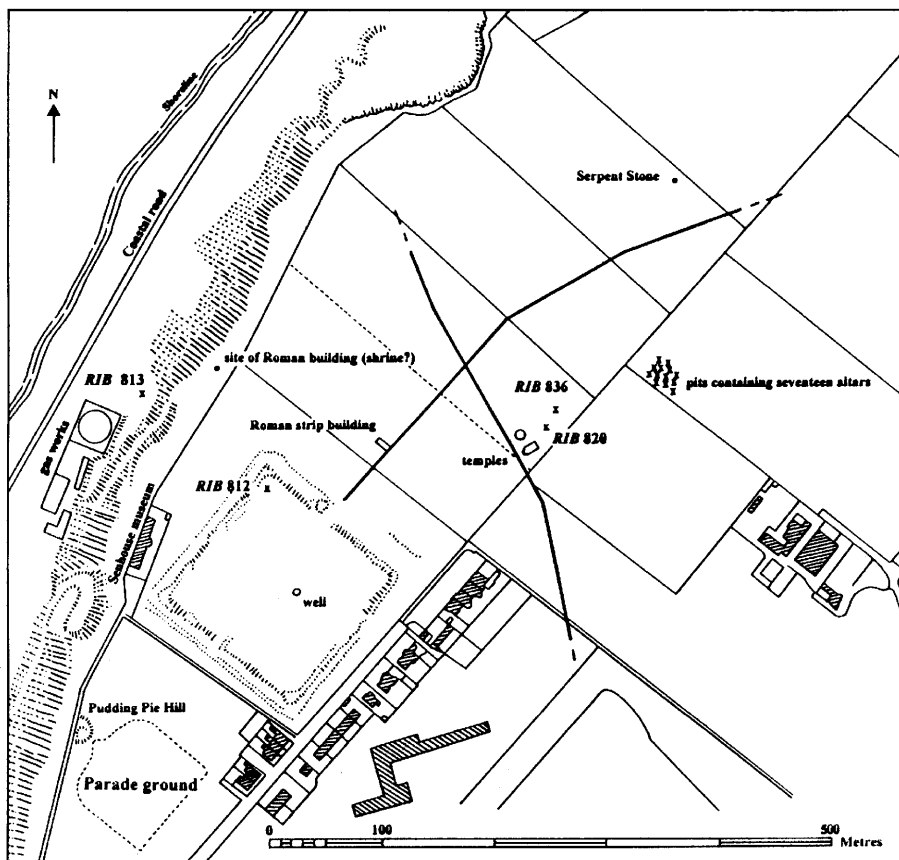 N
Shoreline
Coastal road
Serpent Stone
site of Roman building (shrine?)
RIB 813
RIB 836
pits containing seventeen altars
Roman strip building
RIB 820
temples
gas works
RIB 812
Senhouse museum
well
Pudding Pie Hill
Parade ground
0 100 500
Metres